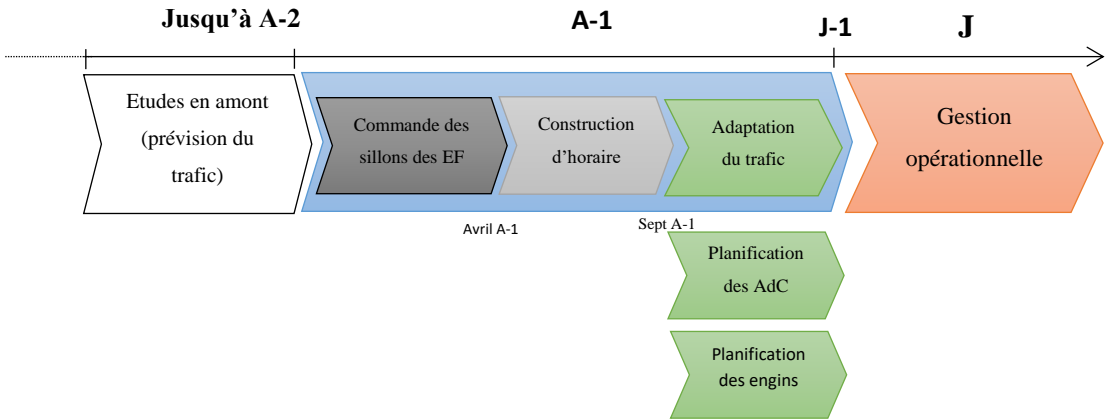 Jusqu’à A-2
A-1
J-1
J
Etudes en amont
(prévision du
trafic)
Commande des
sillons des EF
Construction
d’horaire
Adaptation
du trafic
Gestion
opérationnelle
Avril A-1
Sept A-1
Planification
des AdC
Planification
des engins